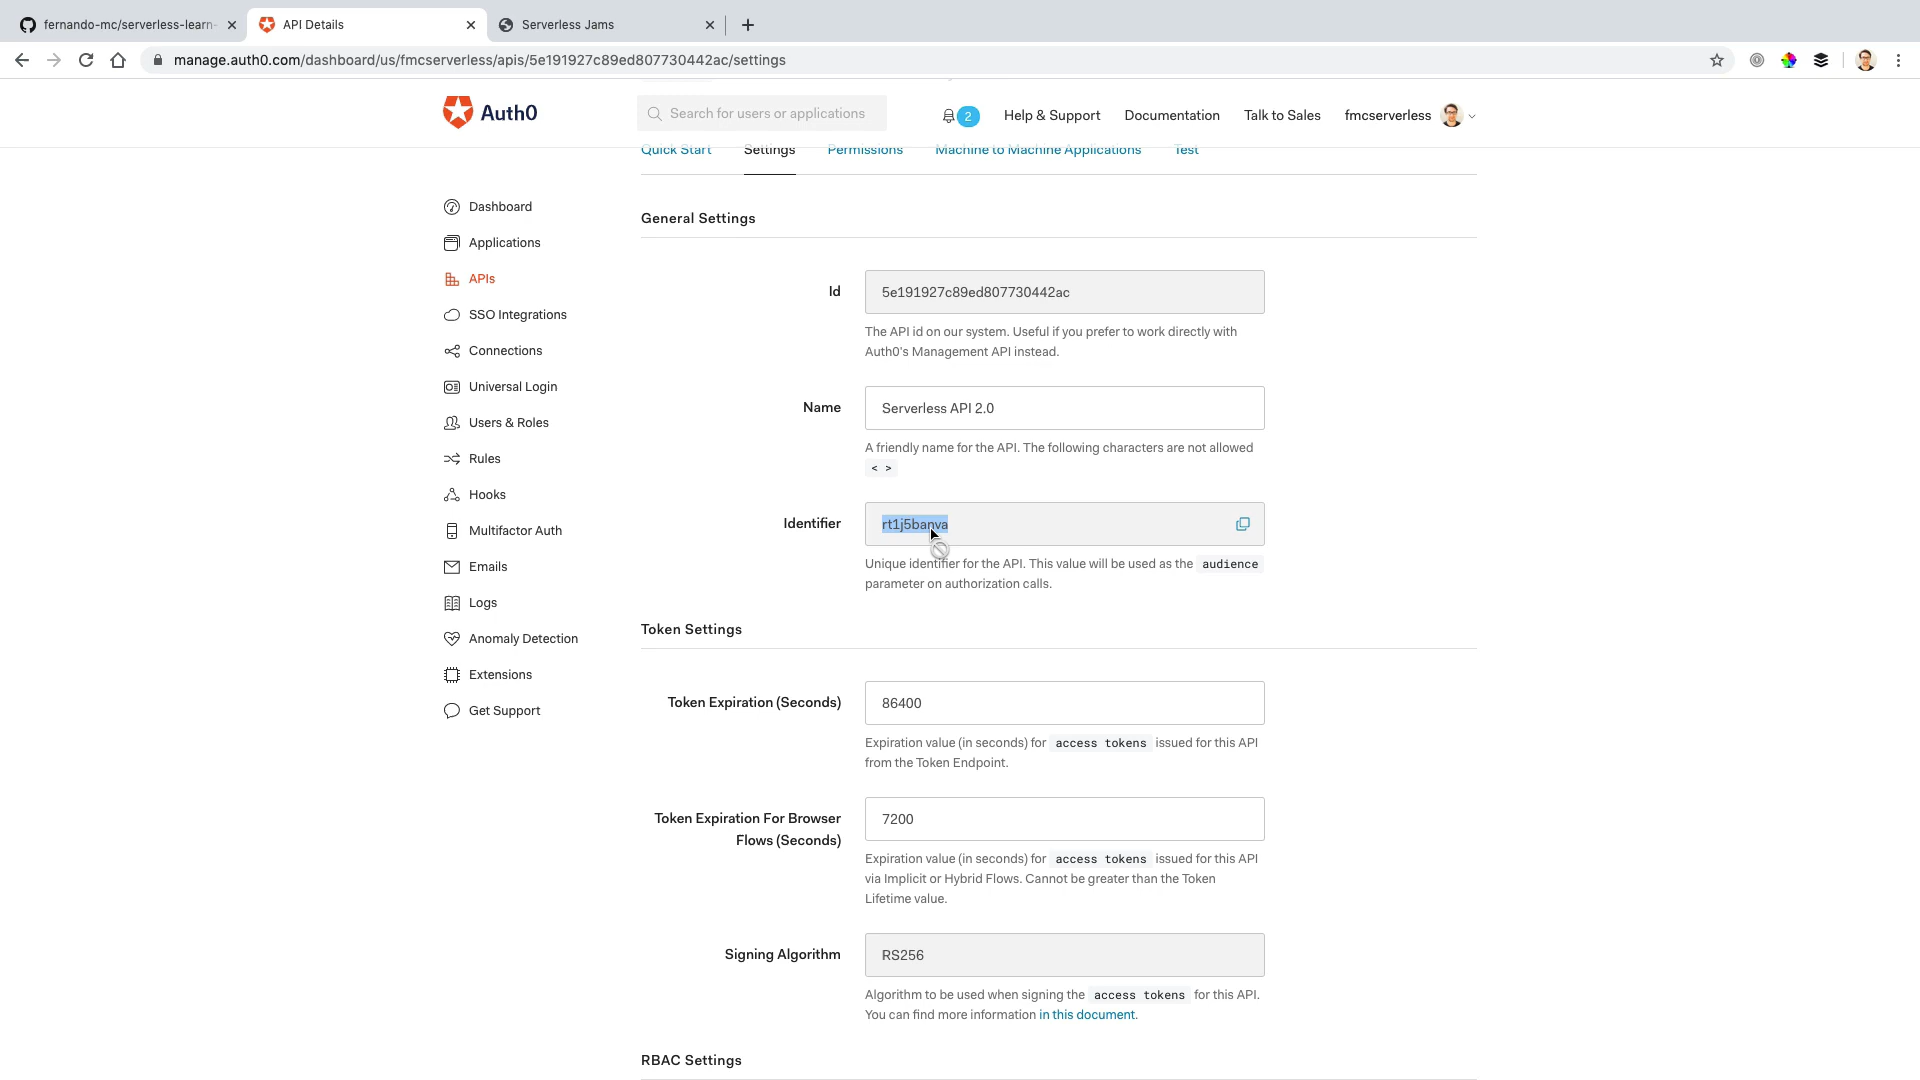 fernando-mc/serverless-learn-
API Details
Serverless Jams
manage.auth0.com/dashboard/us/fmcserverless/apis/5e191927c89ed807730442ac/settings
Auth0
Search for users or applications
2
Help & Support
Documentation
Talk to Sales
fmcserverless
Quick Start
Settings
Permissions
Machine to Machine Applications
Test
Dashboard
Applications
APIs
SSO Integrations
Connections
Universal Login
Users & Roles
Rules
Hooks
Multifactor Auth
Emails
Logs
Anomaly Detection
Extensions
Get Support
General Settings
Id
5e191927c89ed807730442ac
The API id on our system. Useful if you prefer to work directly with
Auth0's Management API instead.
Name
Serverless API 2.0
A friendly name for the API. The following characters are not allowed
< >
Identifier
rt1j5banva
Unique identifier for the API. This value will be used as the audience
parameter on authorization calls.
Token Settings
Token Expiration (Seconds)
86400
Expiration value (in seconds) for access tokens issued for this API
from the Token Endpoint.
Token Expiration For Browser
Flows (Seconds)
7200
Expiration value (in seconds) for access tokens issued for this API
via Implicit or Hybrid Flows. Cannot be greater than the Token
Lifetime value.
Signing Algorithm
RS256
Algorithm to be used when signing the access tokens for this API.
You can find more information in this document.
RBAC Settings